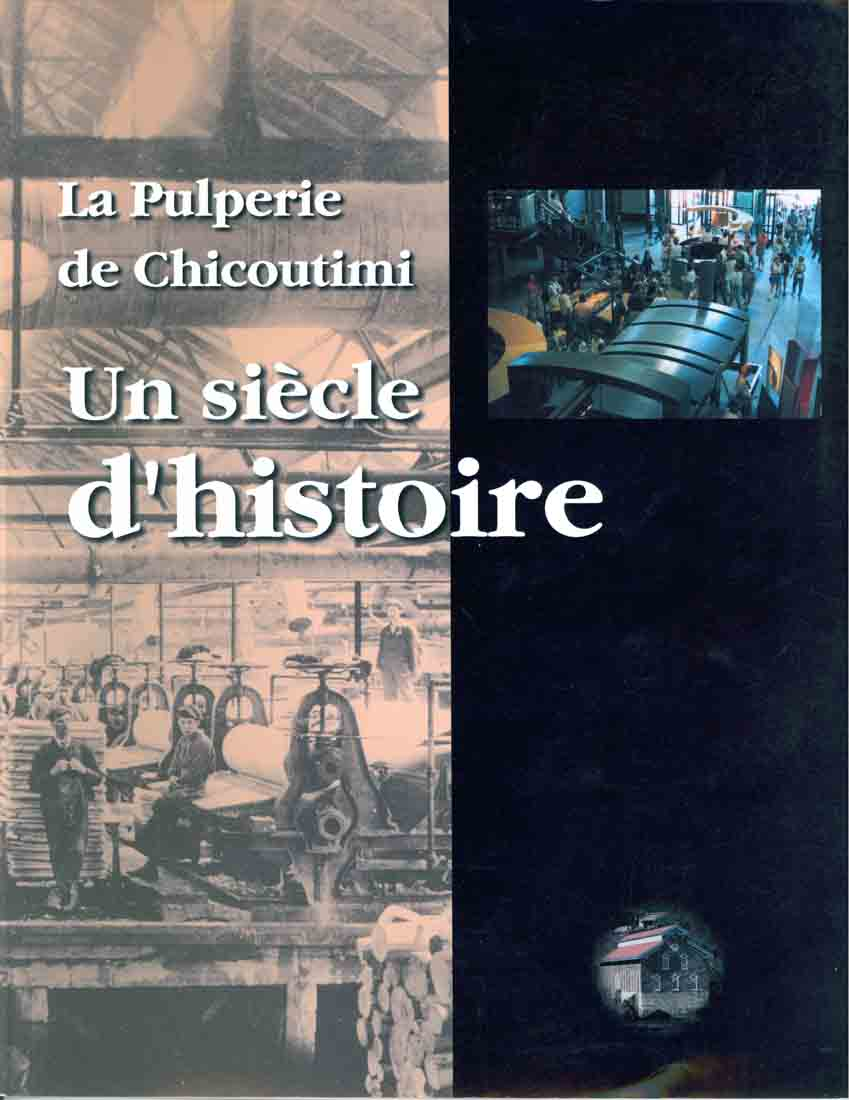 La Pulperie
de Chicoutimi
Un siècle
d'histoire